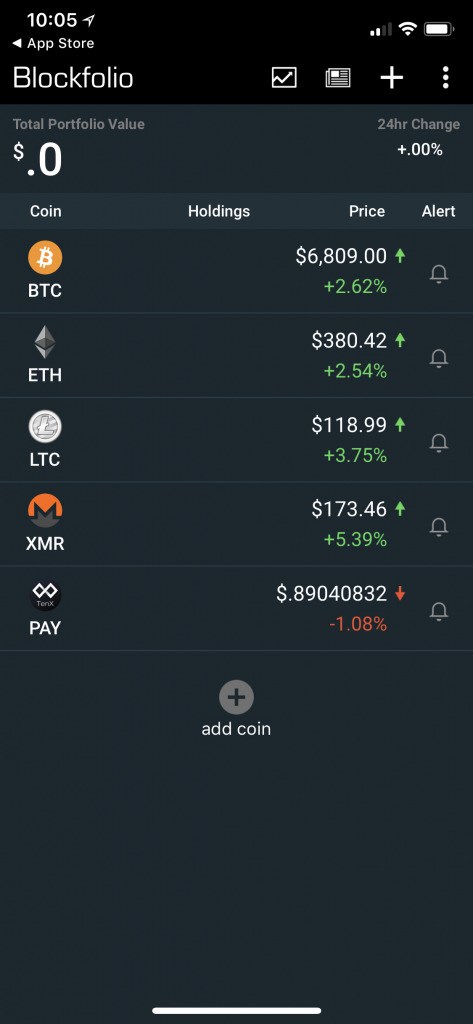 10:05
◀ App Store
Blockfolio
Total Portfolio Value 24hr Change
$.0 +.00%
Coin Holdings Price Alert
$6,809.00
BTC +2.62%
$380.42
ETH +2.54%
$118.99
LTC +3.75%
$173.46
XMR +5.39%
TenX $.89040832
PAY -1.08%
add coin